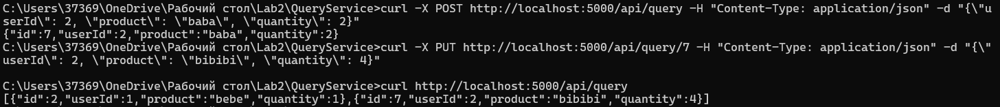 C:\Users\37369\OneDrive\Рабочий стол\Lab2\QueryService>curl -X POST http://localhost:5000/api/query -H "Content-Type: application/json" -d "{\"u
serId\": 2, \"product\": \"baba\", \"quantity\": 2}"
{"id":7,"userId":2,"product":"baba","quantity":2}
C:\Users\37369\OneDrive\Рабочий стол\Lab2\QueryService>curl -X PUT http://localhost:5000/api/query/7 -H "Content-Type: application/json" -d "{\"
userId\": 2, \"product\": \"bibibi\", \"quantity\": 4}"
C:\Users\37369\OneDrive\Рабочий стол\Lab2\QueryService>curl http://localhost:5000/api/query
[{"id":2,"userId":1,"product":"bebe","quantity":1},{"id":7,"userId":2,"product":"bibibi","quantity":4}]